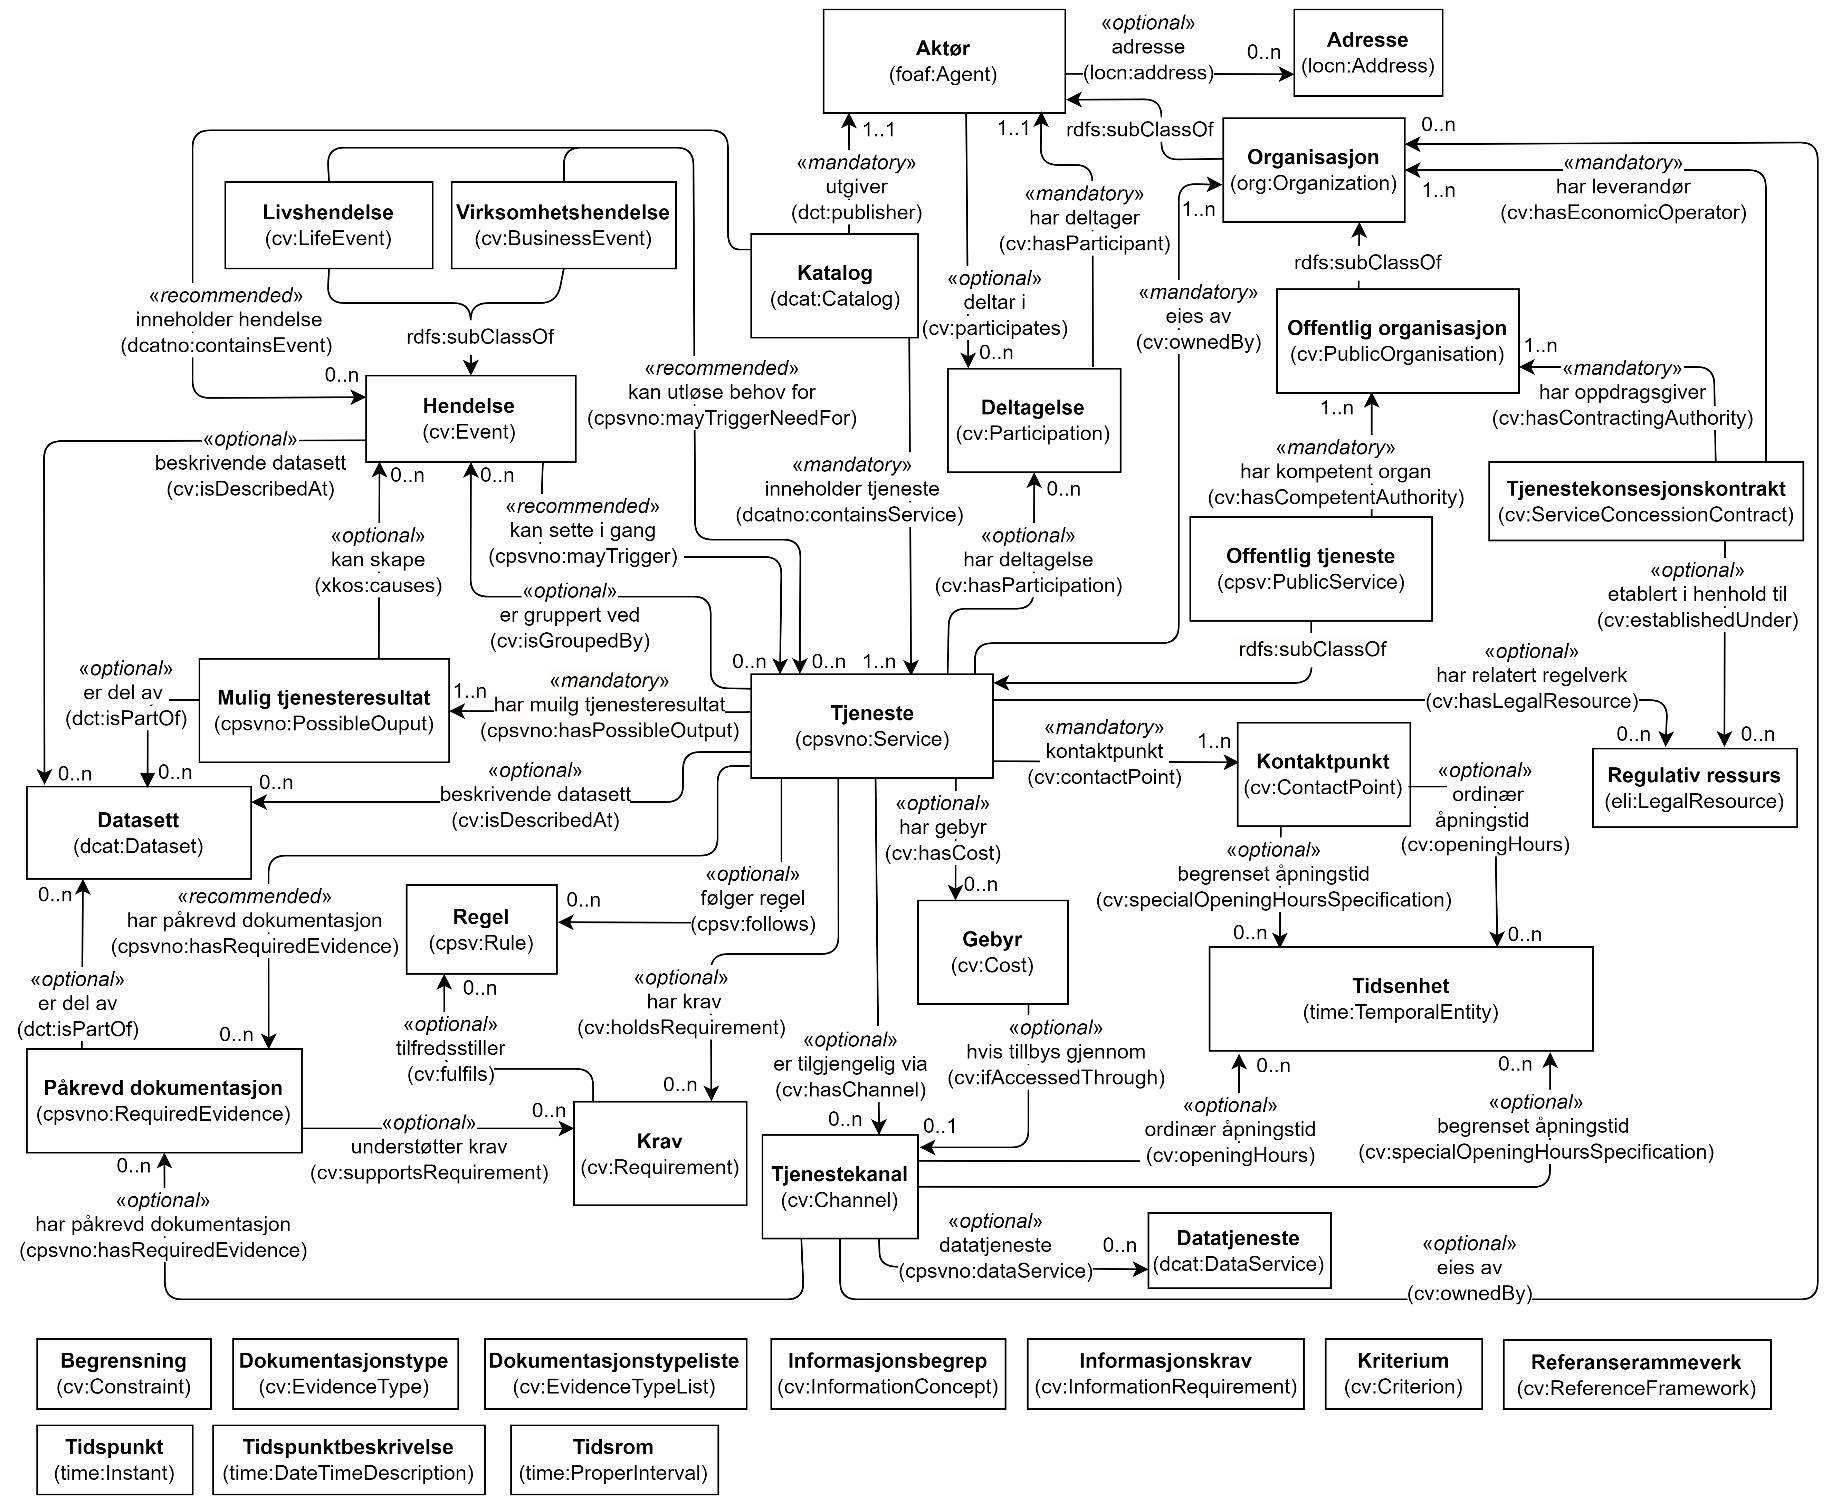 Aktør
(foaf:Agent)
«optional»
adresse
(locn:address)
0..n
Adresse
(locn:Address)
1..1
1..1
rdfs:subClassOf
Organisasjon
(org:Organization)
0..n
«mandatory»
har leverandør
(cv:hasEconomicOperator)
1..n
«mandatory»
utgiver
(dct:publisher)
«mandatory»
har deltager
(cv:hasParticipant)
1..n
Livshendelse
(cv:LifeEvent)
Virksomhetshendelse
(cv:BusinessEvent)
Katalog
(dcat:Catalog)
«optional»
deltar i
(cv:participates)
0..n
«mandatory»
eies av
(cv:ownedBy)
rdfs:subClassOf
Offentlig organisasjon
(cv:PublicOrganisation)
1..n
«recommended»
inneholder hendelse
(dcatno:containsEvent)
0..n
rdfs:subClassOf
«recommended»
kan utløse behov for
(cpsvno:mayTriggerNeedFor)
«mandatory»
har oppdragsgiver
(cv:hasContractingAuthority)
Hendelse
(cv:Event)
Deltagelse
(cv:Participation)
1..n
«optional»
beskrivende datasett
(cv:isDescribedAt)
0..n
0..n
«mandatory»
inneholder tjeneste
(dcatno:containsService)
0..n
«mandatory»
har kompetent organ
(cv:hasCompetentAuthority)
Tjenestekonsesjonskontrakt
(cv:ServiceConcessionContract)
«recommended»
kan sette i gang
(cpsvno:mayTrigger)
«optional»
kan skape
(xkos:causes)
«optional»
har deltagelse
(cv:hasParticipation)
Offentlig tjeneste
(cpsv:PublicService)
«optional»
etablert i henhold til
(cv:establishedUnder)
«optional»
er gruppert ved
(cv:isGroupedBy)
0..n
0..n
1..n
rdfs:subClassOf
«optional»
er del av
(dct:isPartOf)
Mulig tjenesteresultat
(cpsvno:PossibleOuput)
1..n
«mandatory»
har muilg tjenesteresultat
(cpsvno:hasPossibleOutput)
Tjeneste
(cpsvno:Service)
«optional»
har relatert regelverk
(cv:hasLegalResource)
0..n
0..n
«mandatory»
kontaktpunkt
(cv:contactPoint)
1..n
Kontaktpunkt
(cv:ContactPoint)
«optional»
ordinær
åpningstid
(cv:openingHours)
Regulativ ressurs
(eli:LegalResource)
0..n
0..n
0..n
«optional»
beskrivende datasett
(cv:isDescribedAt)
Datasett
(dcat:Dataset)
«optional»
har gebyr
(cv:hasCost)
0..n
«optional»
begrenset åpningstid
(cv:specialOpeningHoursSpecification)
0..n
0..n
0..n
«recommended»
har påkrevd dokumentasjon
(cpsvno:hasRequiredEvidence)
Regel
(cpsv:Rule)
0..n
«optional»
følger regel
(cpsv:follows)
Gebyr
(cv:Cost)
Tidsenhet
(time:TemporalEntity)
«optional»
er del av
(dct:isPartOf)
0..n
0..n
«optional»
tilfredsstiller
(cv:fulfils)
«optional»
har krav
(cv:holdsRequirement)
0..n
«optional»
er tilgjengelig via
(cv:hasChannel)
0..n
«optional»
hvis tillbys gjennom
(cv:ifAccessedThrough)
0..1
0..n
0..n
Påkrevd dokumentasjon
(cpsvno:RequiredEvidence)
0..n
«optional»
understøtter krav
(cv:supportsRequirement)
Krav
(cv:Requirement)
Tjenestekanal
(cv:Channel)
«optional»
ordinær åpningstid
(cv:openingHours)
«optional»
begrenset åpningstid
(cv:specialOpeningHoursSpecification)
0..n
«optional»
har påkrevd dokumentasjon
(cpsvno:hasRequiredEvidence)
«optional»
datatjeneste
(cpsvno:dataService)
0..n
Datatjeneste
(dcat:DataService)
«optional»
eies av
(cv:ownedBy)
Begrensning
(cv:Constraint)
Dokumentasjonstype
(cv:EvidenceType)
Dokumentasjonstypeliste
(cv:EvidenceTypeList)
Informasjonsbegrep
(cv:InformationConcept)
Informasjonskrav
(cv:InformationRequirement)
Kriterium
(cv:Criterion)
Referanserammeverk
(cv:ReferenceFramework)
Tidspunkt
(time:Instant)
Tidspunktbeskrivelse
(time:DateTimeDescription)
Tidsrom
(time:ProperInterval)